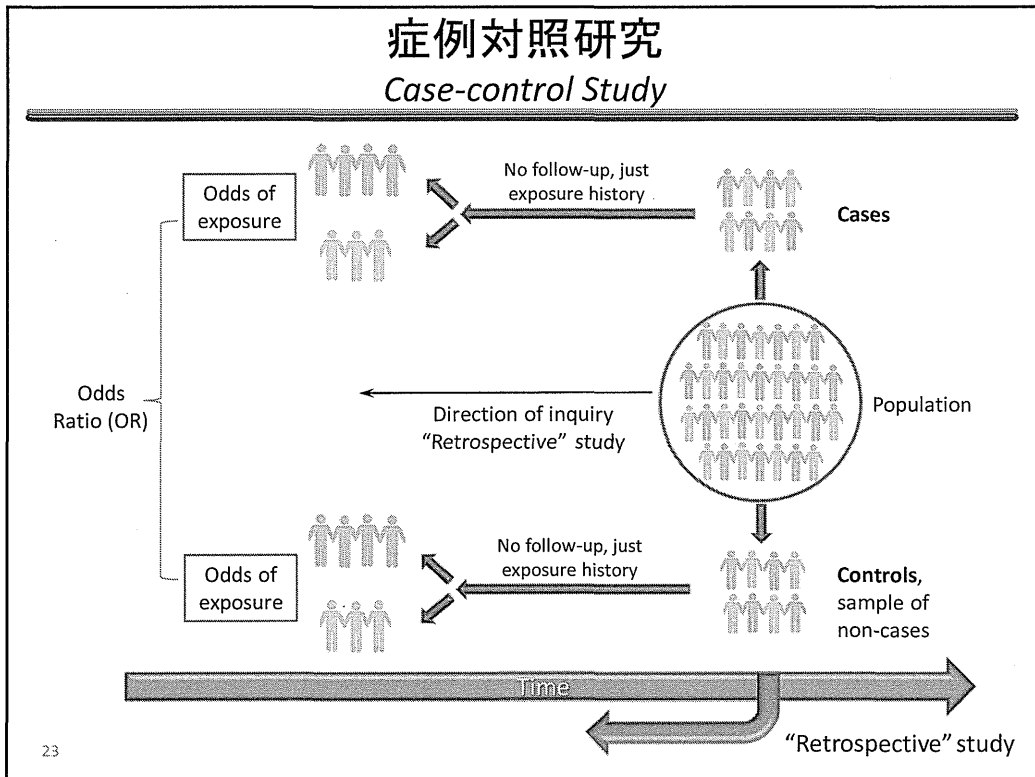 症例対照研究
Case-control Study
Odds of
exposure
No follow-up, just
exposure history
Cases
Odds
Ratio (OR)
Direction of inquiry
“Retrospective” study
Population
Odds of
exposure
No follow-up, just
exposure history
Controls,
sample of
non-cases
Time
“Retrospective” study
23